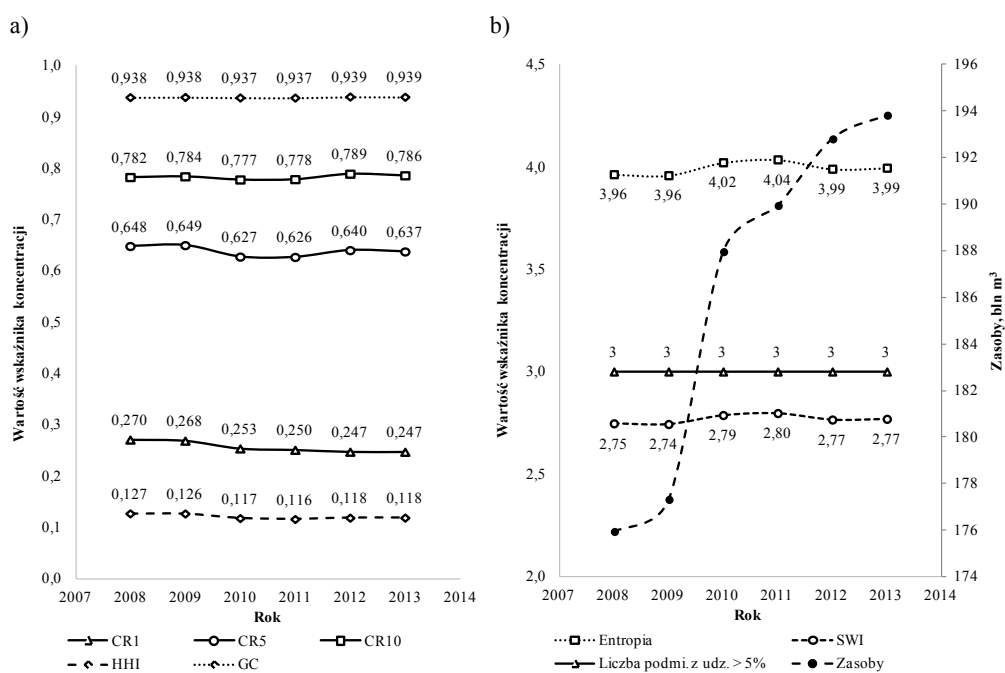 a)
Wartość wskaźnika koncentracji
1,0
0,9
0,8
0,7
0,6
0,5
0,4
0,3
0,2
0,1
0,0
0,938 0,938 0,937 0,937 0,939 0,939
0,782 0,784 0,777 0,778 0,789 0,786
0,648 0,649 0,627 0,626 0,640 0,637
0,270 0,268 0,253 0,250 0,247 0,247
0,127 0,126 0,117 0,116 0,118 0,118
2007 2008 2009 2010 2011 2012 2013 2014
Rok
CR1 CR5 CR10
HHI GC
b)
Wartość wskaźnika koncentracji
4,5
4,0
3,5
3,0
2,5
2,0
3,96 3,96 4,02 4,04 3,99 3,99
3 3 3 3 3 3
2,75 2,74 2,79 2,80 2,77 2,77
196
194
192
190
188
186
184
182
180
178
176
174
Zasoby, bln m³
2007 2008 2009 2010 2011 2012 2013 2014
Rok
Entropia SWI
Liczba podmi. z udz. > 5% Zasoby